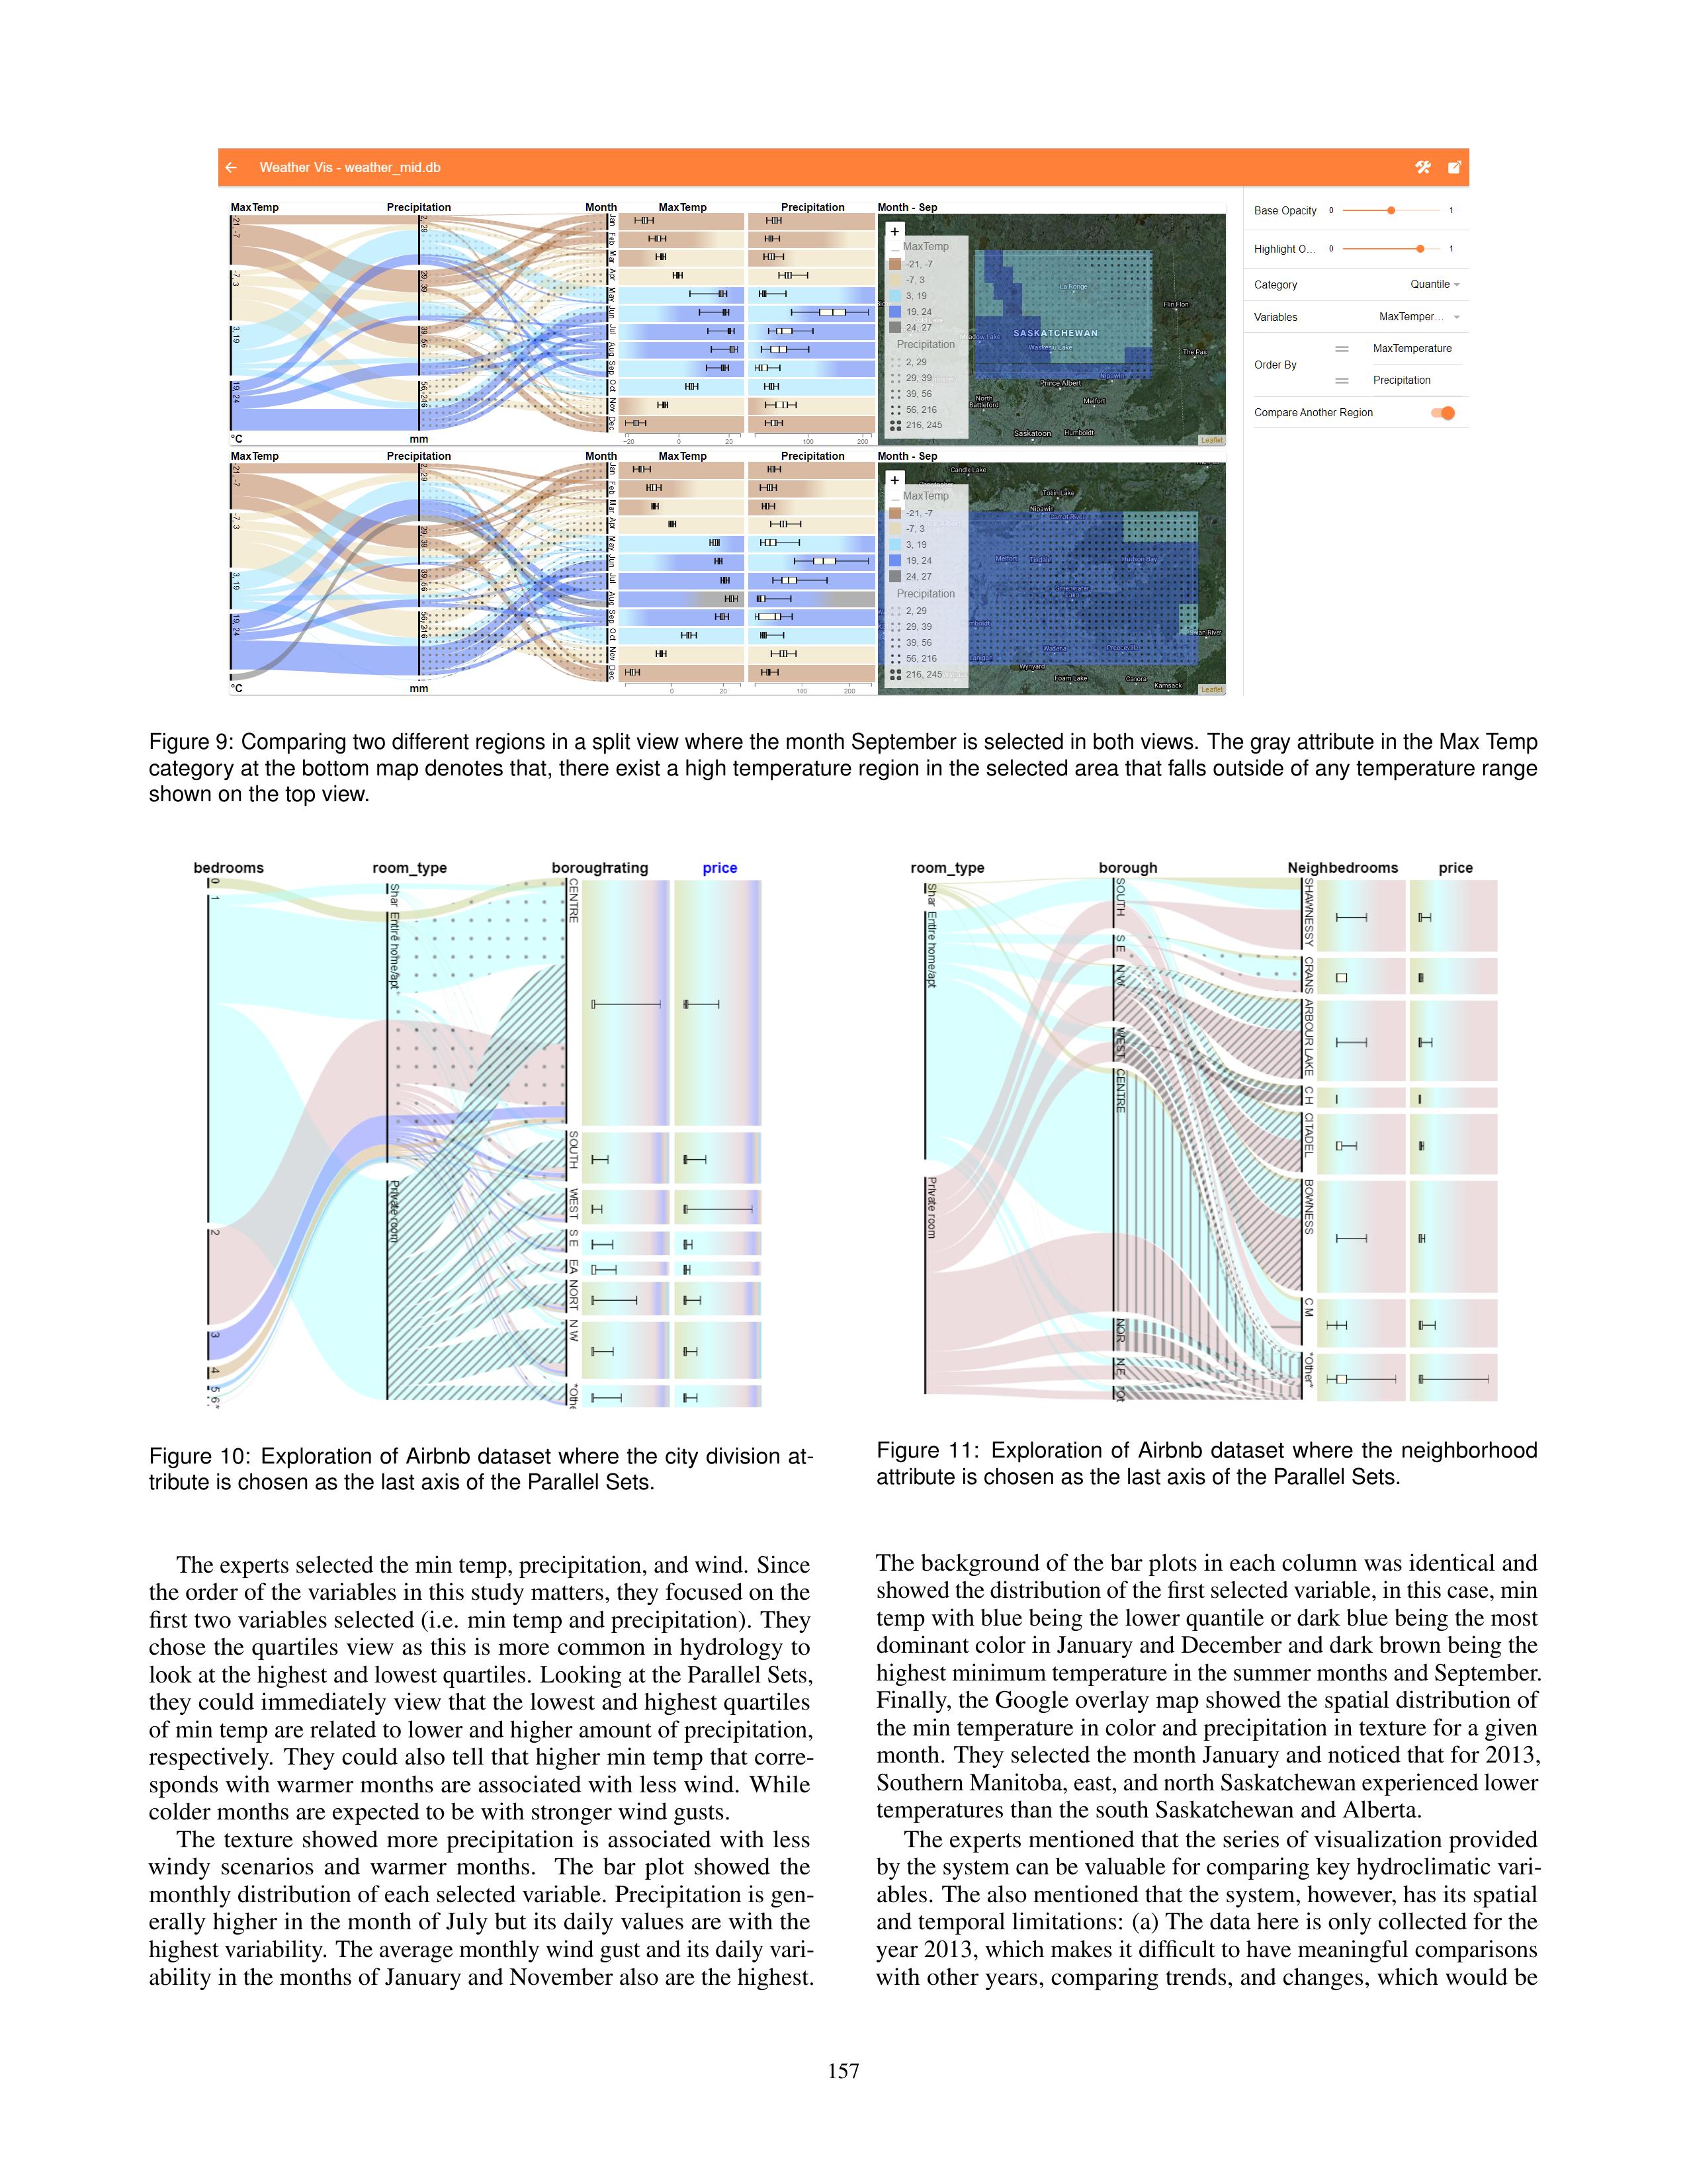 Weather Vis - weather_mid.db
MaxTemp Precipitation Month MaxTemp Precipitation Month - Sep
-21, -7
-7, 3
3, 19
19, 24
2, 29
29, 39
39, 56
56, 216
Jan
Feb
Mar
Apr
May
Jun
Jul
Aug
Sep
Oct
Nov
Dec
°C mm
-20 0 20 100 200
+
MaxTemp
-21, -7
-7, 3
3, 19
19, 24
24, 27
Precipitation
2, 29
29, 39
39, 56
56, 216
216, 245
La Ronge
Flin Flon
SASKATCHEWAN
Waskesiu Lake
The Pas
Nipawin
Prince Albert
North Battleford
Melfort
Saskatoon Humboldt
Leaflet
Base Opacity 0 1
Highlight O... 0 1
Category Quantile
Variables MaxTemper...
Order By
MaxTemperature
Precipitation
Compare Another Region
MaxTemp Precipitation Month MaxTemp Precipitation Month - Sep
-21, -7
-7, 3
3, 19
19, 24
2, 29
29, 39
39, 56
56, 216
Jan
Feb
Mar
Apr
May
Jun
Jul
Aug
Sep
Oct
Nov
Dec
°C mm
0 20 100 200
+
MaxTemp
-21, -7
-7, 3
3, 19
19, 24
24, 27
Precipitation
2, 29
29, 39
39, 56
56, 216
216, 245
Candle Lake
Tobin Lake
Nipawin
Melfort
Wadena
Preeceville
Wynyard
Foam Lake
Canora
Kamsack
Leaflet
Figure 9: Comparing two different regions in a split view where the month September is selected in both views. The gray attribute in the Max Temp
category at the bottom map denotes that, there exist a high temperature region in the selected area that falls outside of any temperature range
shown on the top view.
bedrooms room_type borough rating price
0
1
2
3
4
5
6
Shar
Entire home/apt
Private room
CENTRE
SOUTH
WEST
S E
EA
NORT
N W
*Othe
Figure 10: Exploration of Airbnb dataset where the city division at-
tribute is chosen as the last axis of the Parallel Sets.
room_type borough Neigh bedrooms price
Shar
Entire home/apt
Private room
SOUTH
S E
N W
WEST
CENTRE
NOR
N E
*Ot
SHAWNESSY
CRANS
ARBOUR LAKE
C H
CITADEL
BOWNESS
C M
*Other*
Figure 11: Exploration of Airbnb dataset where the neighborhood
attribute is chosen as the last axis of the Parallel Sets.
The experts selected the min temp, precipitation, and wind. Since
the order of the variables in this study matters, they focused on the
first two variables selected (i.e. min temp and precipitation). They
chose the quartiles view as this is more common in hydrology to
look at the highest and lowest quartiles. Looking at the Parallel Sets,
they could immediately view that the lowest and highest quartiles
of min temp are related to lower and higher amount of precipitation,
respectively. They could also tell that higher min temp that corre-
sponds with warmer months are associated with less wind. While
colder months are expected to be with stronger wind gusts.
The texture showed more precipitation is associated with less
windy scenarios and warmer months. The bar plot showed the
monthly distribution of each selected variable. Precipitation is gen-
erally higher in the month of July but its daily values are with the
highest variability. The average monthly wind gust and its daily vari-
ability in the months of January and November also are the highest.
The background of the bar plots in each column was identical and
showed the distribution of the first selected variable, in this case, min
temp with blue being the lower quantile or dark blue being the most
dominant color in January and December and dark brown being the
highest minimum temperature in the summer months and September.
Finally, the Google overlay map showed the spatial distribution of
the min temperature in color and precipitation in texture for a given
month. They selected the month January and noticed that for 2013,
Southern Manitoba, east, and north Saskatchewan experienced lower
temperatures than the south Saskatchewan and Alberta.
The experts mentioned that the series of visualization provided
by the system can be valuable for comparing key hydroclimatic vari-
ables. The also mentioned that the system, however, has its spatial
and temporal limitations: (a) The data here is only collected for the
year 2013, which makes it difficult to have meaningful comparisons
with other years, comparing trends, and changes, which would be
157